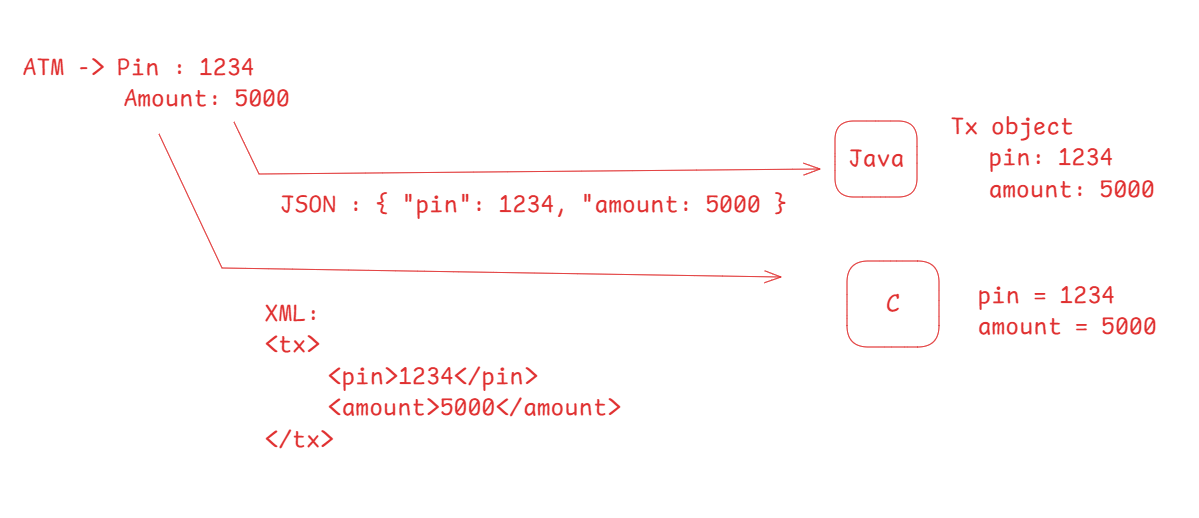 ATM -> Pin : 1234
Amount: 5000
Java
Tx object
pin: 1234
amount: 5000
JSON : { "pin": 1234, "amount: 5000 }
C
pin = 1234
amount = 5000
XML:
<tx>
<pin>1234</pin>
<amount>5000</amount>
</tx>